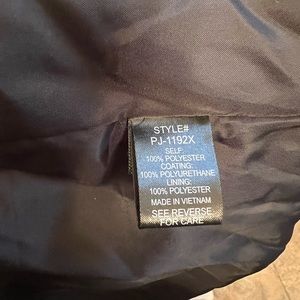 STYLE#
PJ-1192X
SELF:
100% POLYESTER
COATING:
100% POLYURETHANE
LINING:
100% POLYESTER
MADE IN VIETNAM
SEE REVERSE
FOR CARE